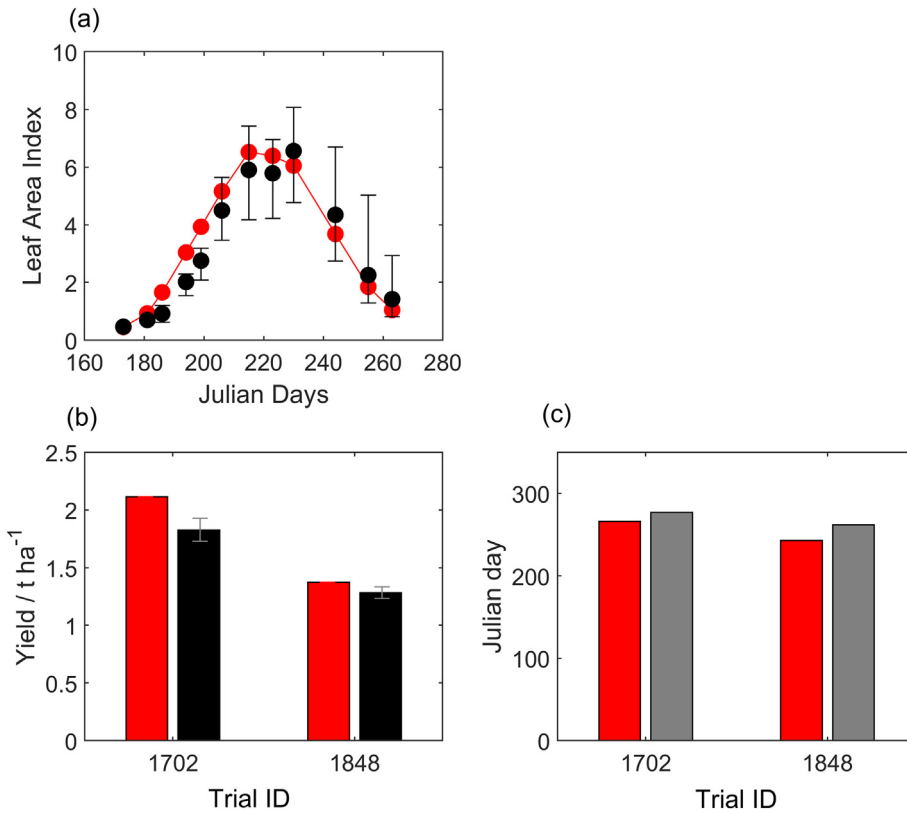 (a)
10
8
6
4
2
0
Leaf Area Index
160 180 200 220 240 260 280
Julian Days
(b)
2.5
2
1.5
1
0.5
0
Yield / t ha⁻¹
1702 1848
Trial ID
(c)
300
200
100
0
Julian day
1702 1848
Trial ID